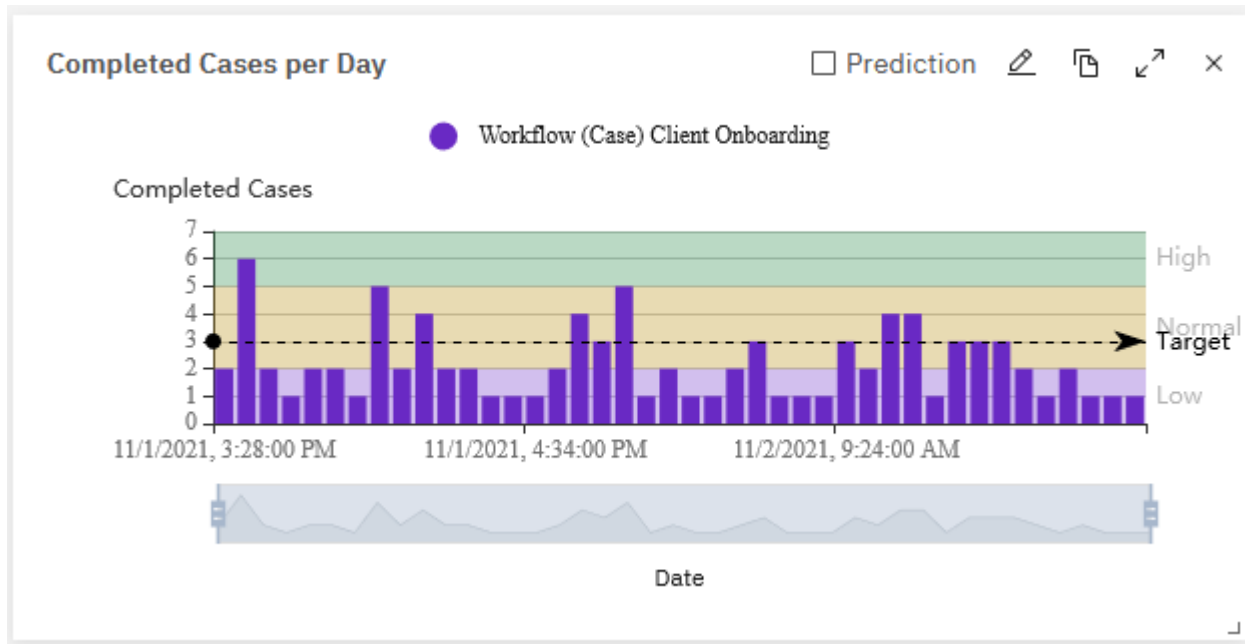 Completed Cases per Day
Prediction
Workflow (Case) Client Onboarding
Completed Cases
7
6
5
4
3
2
1
0
High
Normal
Target
Low
11/1/2021, 3:28:00 PM
11/1/2021, 4:34:00 PM
11/2/2021, 9:24:00 AM
Date